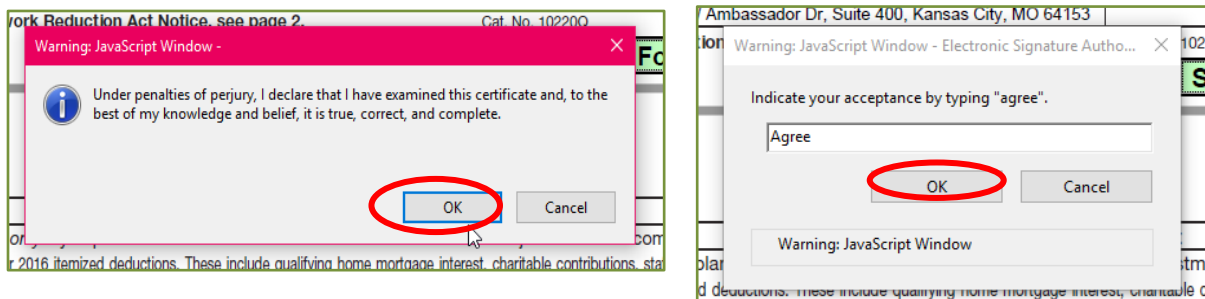 work Reduction Act Notice, see page 2. Cat. No. 10220Q
Warning: JavaScript Window -
Fo
Under penalties of perjury, I declare that I have examined this certificate and, to the
best of my knowledge and belief, it is true, correct, and complete.
OK Cancel
com
r 2016 itemized deductions. These include qualifying home mortgage interest, charitable contributions, sta
/ Ambassador Dr, Suite 400, Kansas City, MO 64153
tion 102
Warning: JavaScript Window - Electronic Signature Autho...
S
Indicate your acceptance by typing "agree".
Agree
OK Cancel
Warning: JavaScript Window
plan stm
d deductions. These include qualifying home mortgage interest, charitable c